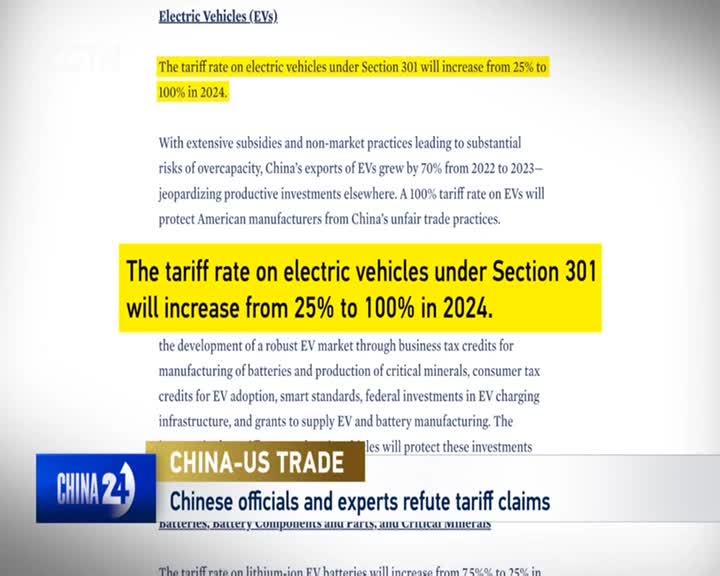 CGTN
Electric Vehicles (EVs)
The tariff rate on electric vehicles under Section 301 will increase from 25% to
100% in 2024.
With extensive subsidies and non-market practices leading to substantial
risks of overcapacity, China's exports of EVs grew by 70% from 2022 to 2023—
jeopardizing productive investments elsewhere. A 100% tariff rate on EVs will
protect American manufacturers from China's unfair trade practices.
The tariff rate on electric vehicles under Section 301
will increase from 25% to 100% in 2024.
the development of a robust EV market through business tax credits for
manufacturing of batteries and production of critical minerals, consumer tax
credits for EV adoption, smart standards, federal investments in EV charging
infrastructure, and grants to supply EV and battery manufacturing. The
will protect these investments
CHINA-US TRADE
CHINA 24
Chinese officials and experts refute tariff claims
Batteries, Battery Components and Parts, and Critical Minerals
The tariff rate on lithium-ion EV batteries will increase from 7.5%% to 25% in